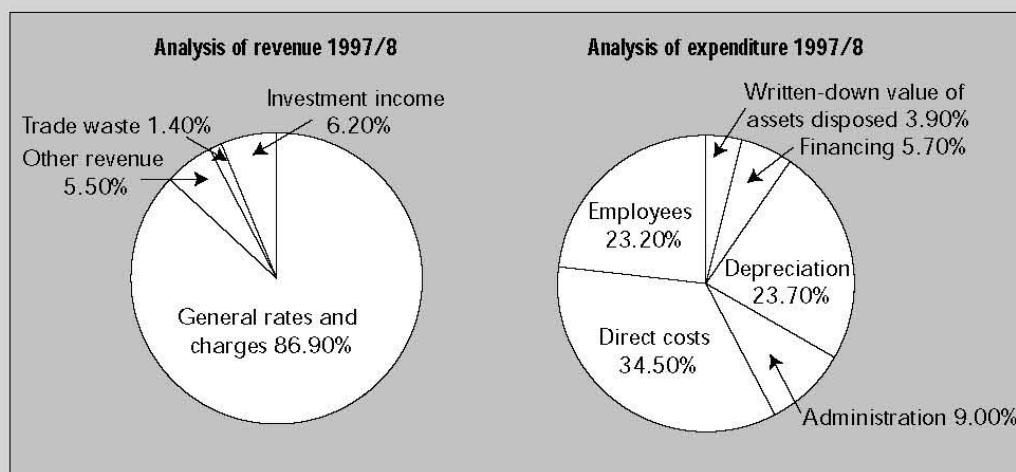 Analysis of revenue 1997/8
Investment income
6.20%
Trade waste 1.40%
Other revenue
5.50%
General rates and
charges 86.90%
Analysis of expenditure 1997/8
Written-down value of
assets disposed 3.90%
Financing 5.70%
Employees
23.20%
Depreciation
23.70%
Direct costs
34.50%
Administration 9.00%